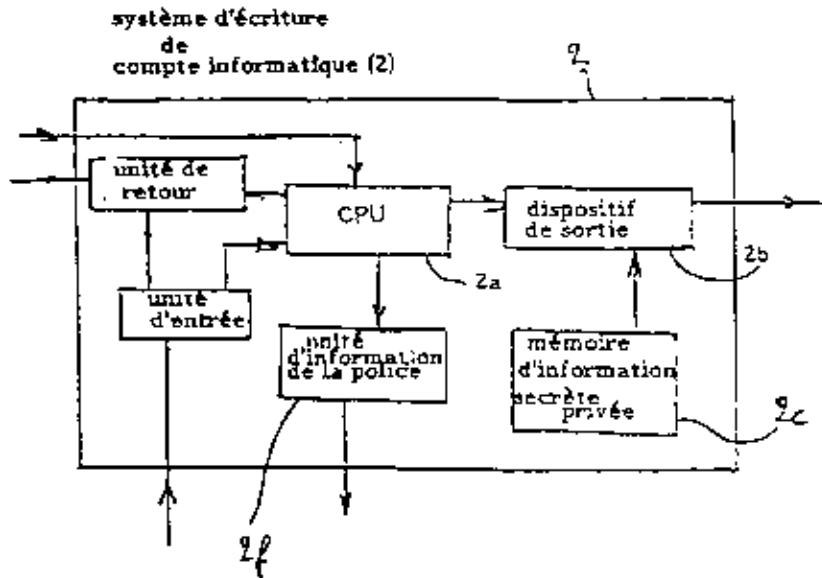 système d'écriture
de
compte informatique (2)
2
unité de
retour
CPU
dispositif
de sortie
2a
2b
unité
d'entrée
unité
d'information
de la police
mémoire
d'information
secrète
privée
2c
2f